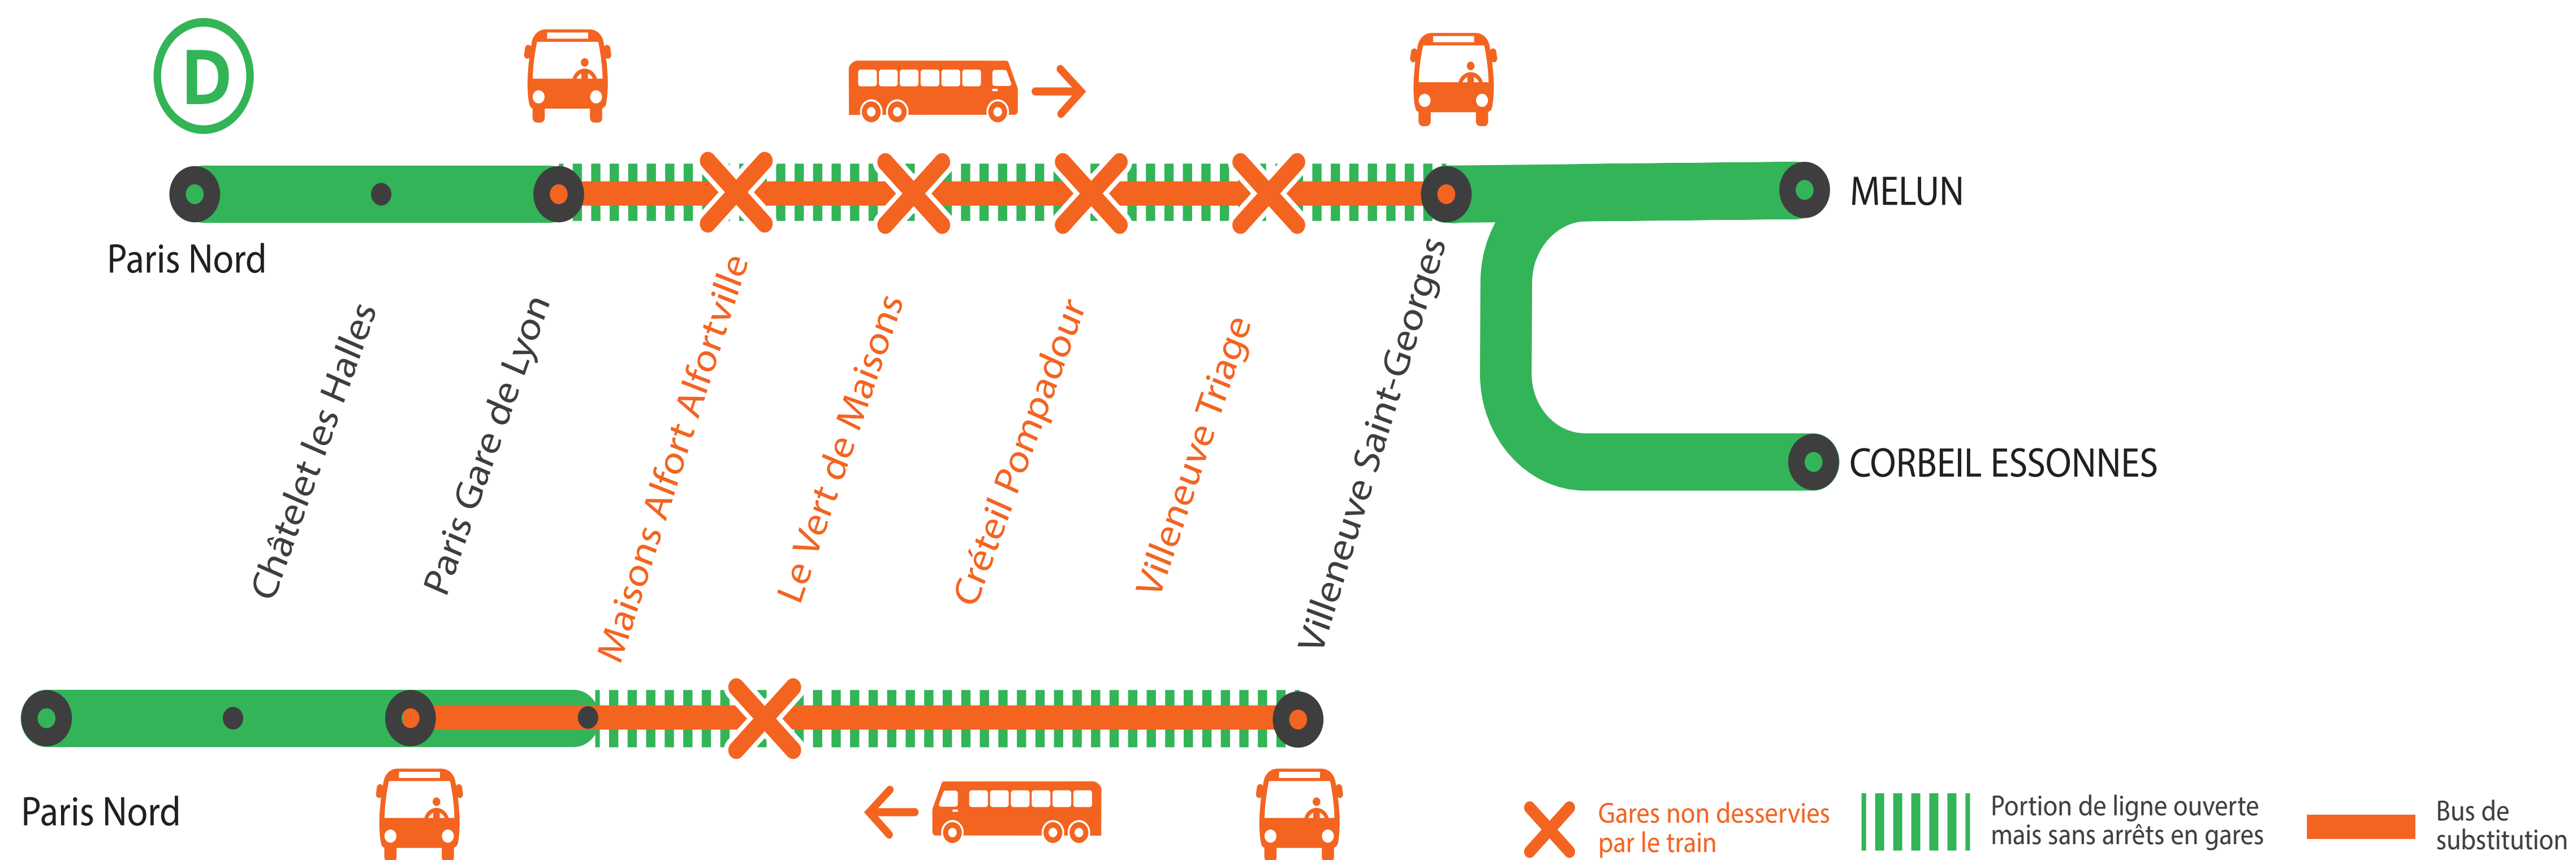 D
MELUN
Paris Nord
Châtelet les Halles
Paris Gare de Lyon
Maisons Alfort Alfortville
Le Vert de Maisons
Créteil Pompadour
Villeneuve Triage
Villeneuve Saint-Georges
CORBEIL ESSONNES
Paris Nord
Gares non desservies
par le train
Portion de ligne ouverte
mais sans arrêts en gares
Bus de
substitution